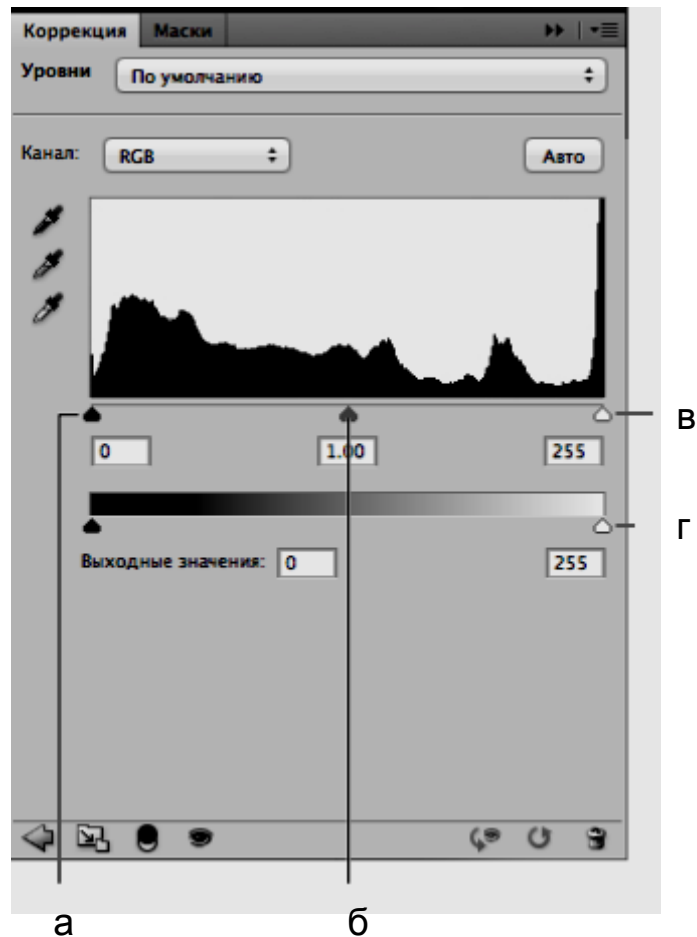 Коррекция Маски
Уровни По умолчанию
Канал: RGB Авто
в
0 1.00 255
г
Выходные значения: 0 255
а б